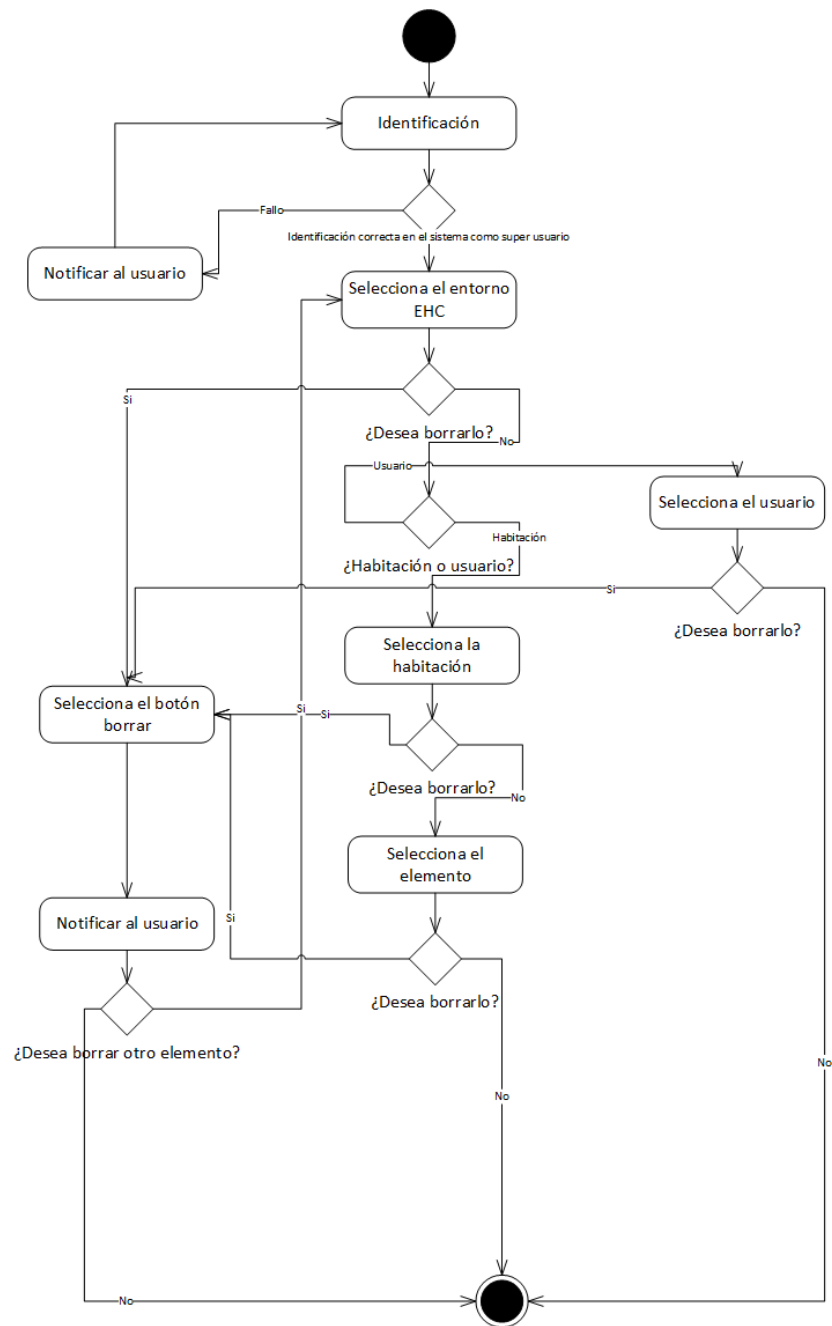 Identificación
Fallo
Identificación correcta en el sistema como super usuario
Notificar al usuario
Selecciona el entorno
EHC
Si
¿Desea borrarlo?
No
Usuario
Selecciona el usuario
Habitación
¿Habitación o usuario?
Si
¿Desea borrarlo?
Selecciona la
habitación
Selecciona el botón
borrar
Si
Si
¿Desea borrarlo?
No
Selecciona el
elemento
Notificar al usuario
Si
¿Desea borrarlo?
¿Desea borrar otro elemento?
No
No
No